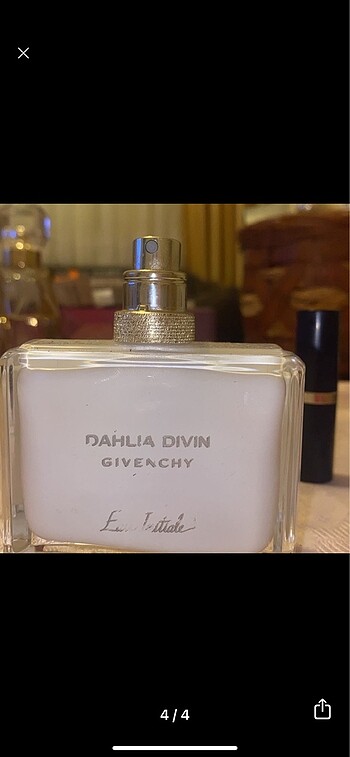 DAHLIA DIVIN
GIVENCHY
Eau Initiale
4/4